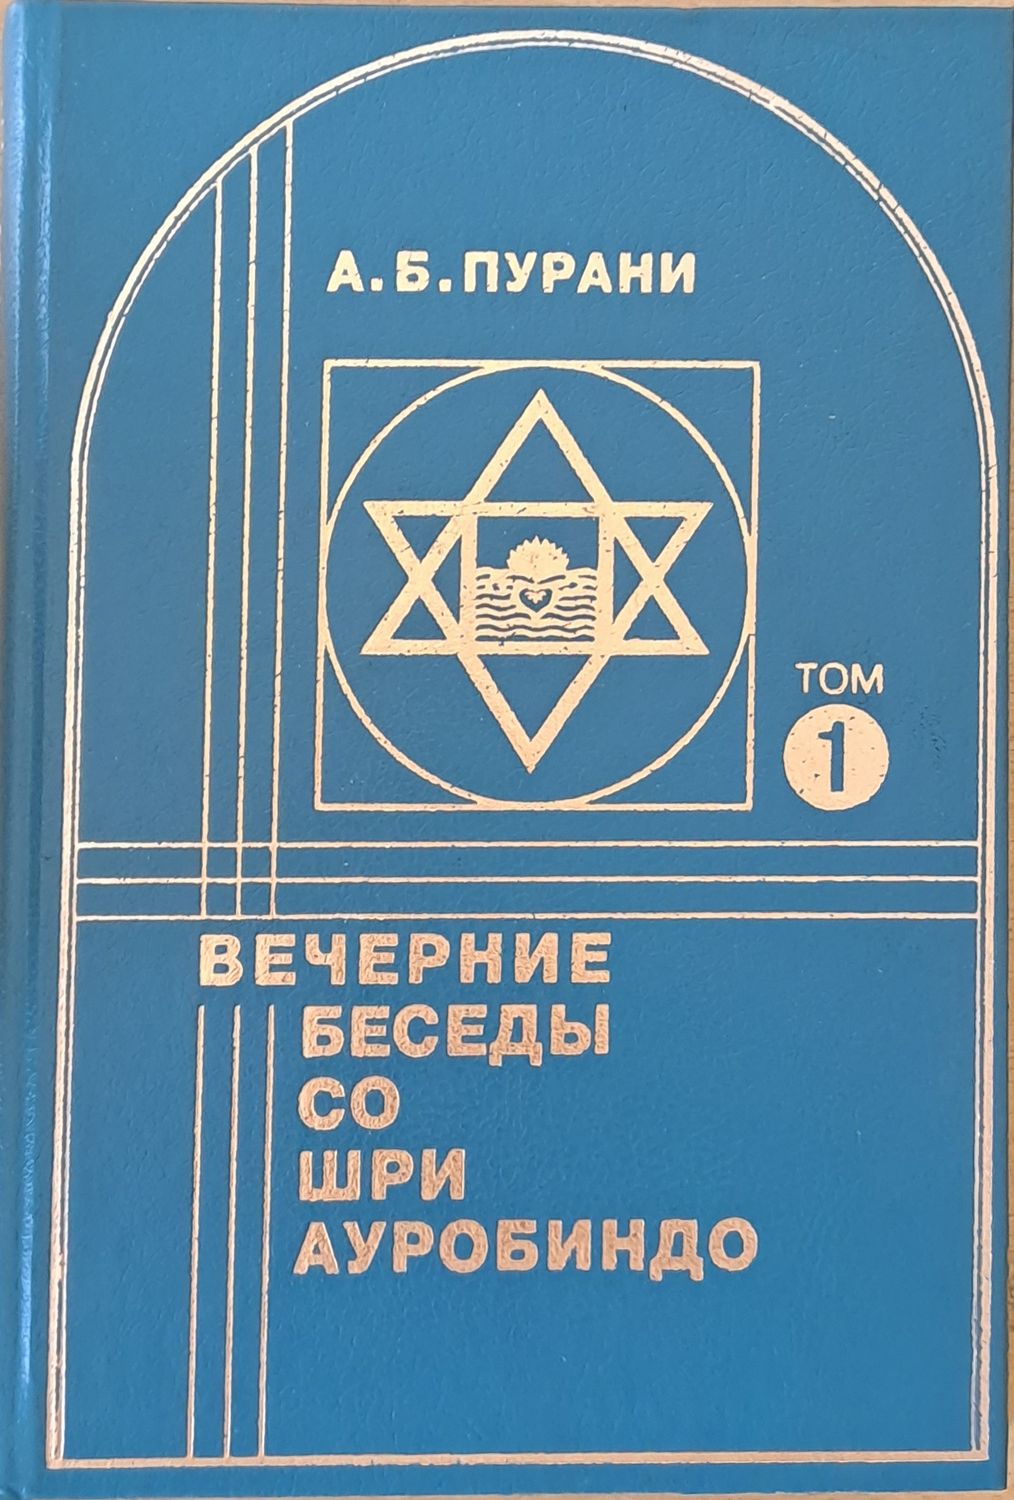 А.Б.ПУРАНИ
ТОМ
1
ВЕЧЕРНИЕ
БЕСЕДЫ
СО
ШРИ
АУРОБИНДО